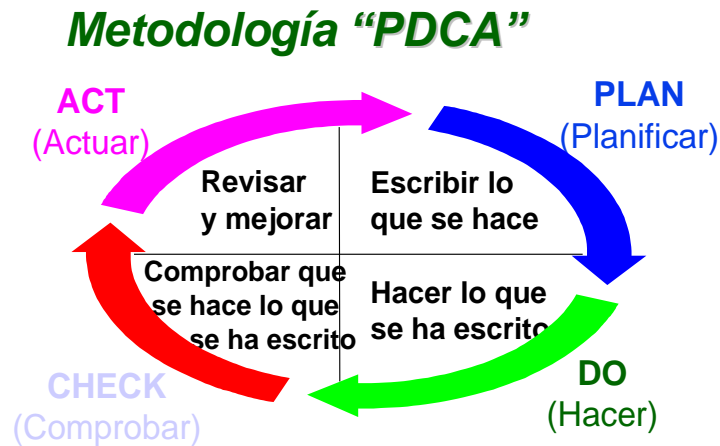 Metodología “PDCA”
ACT
(Actuar)
PLAN
(Planificar)
Revisar
y mejorar
Escribir lo
que se hace
Comprobar que
se hace lo que
se ha escrito
Hacer lo que
se ha escrito
CHECK
(Comprobar)
DO
(Hacer)